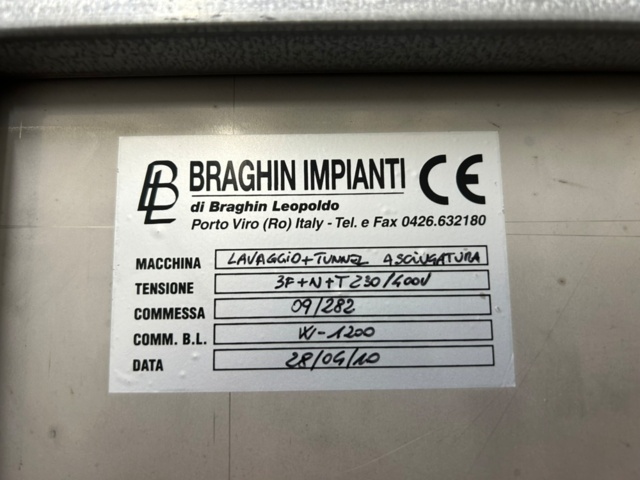 BL BRAGHIN IMPIANTI CE
di Braghin Leopoldo
Porto Viro (Ro) Italy - Tel. e Fax 0426.632180
MACCHINA LAVAGGIO+TUNNEL ASCIUGATURA
TENSIONE 3F+N+T 230/400V
COMMESSA 09/282
COMM. B.L. W-1200
DATA 28/04/10